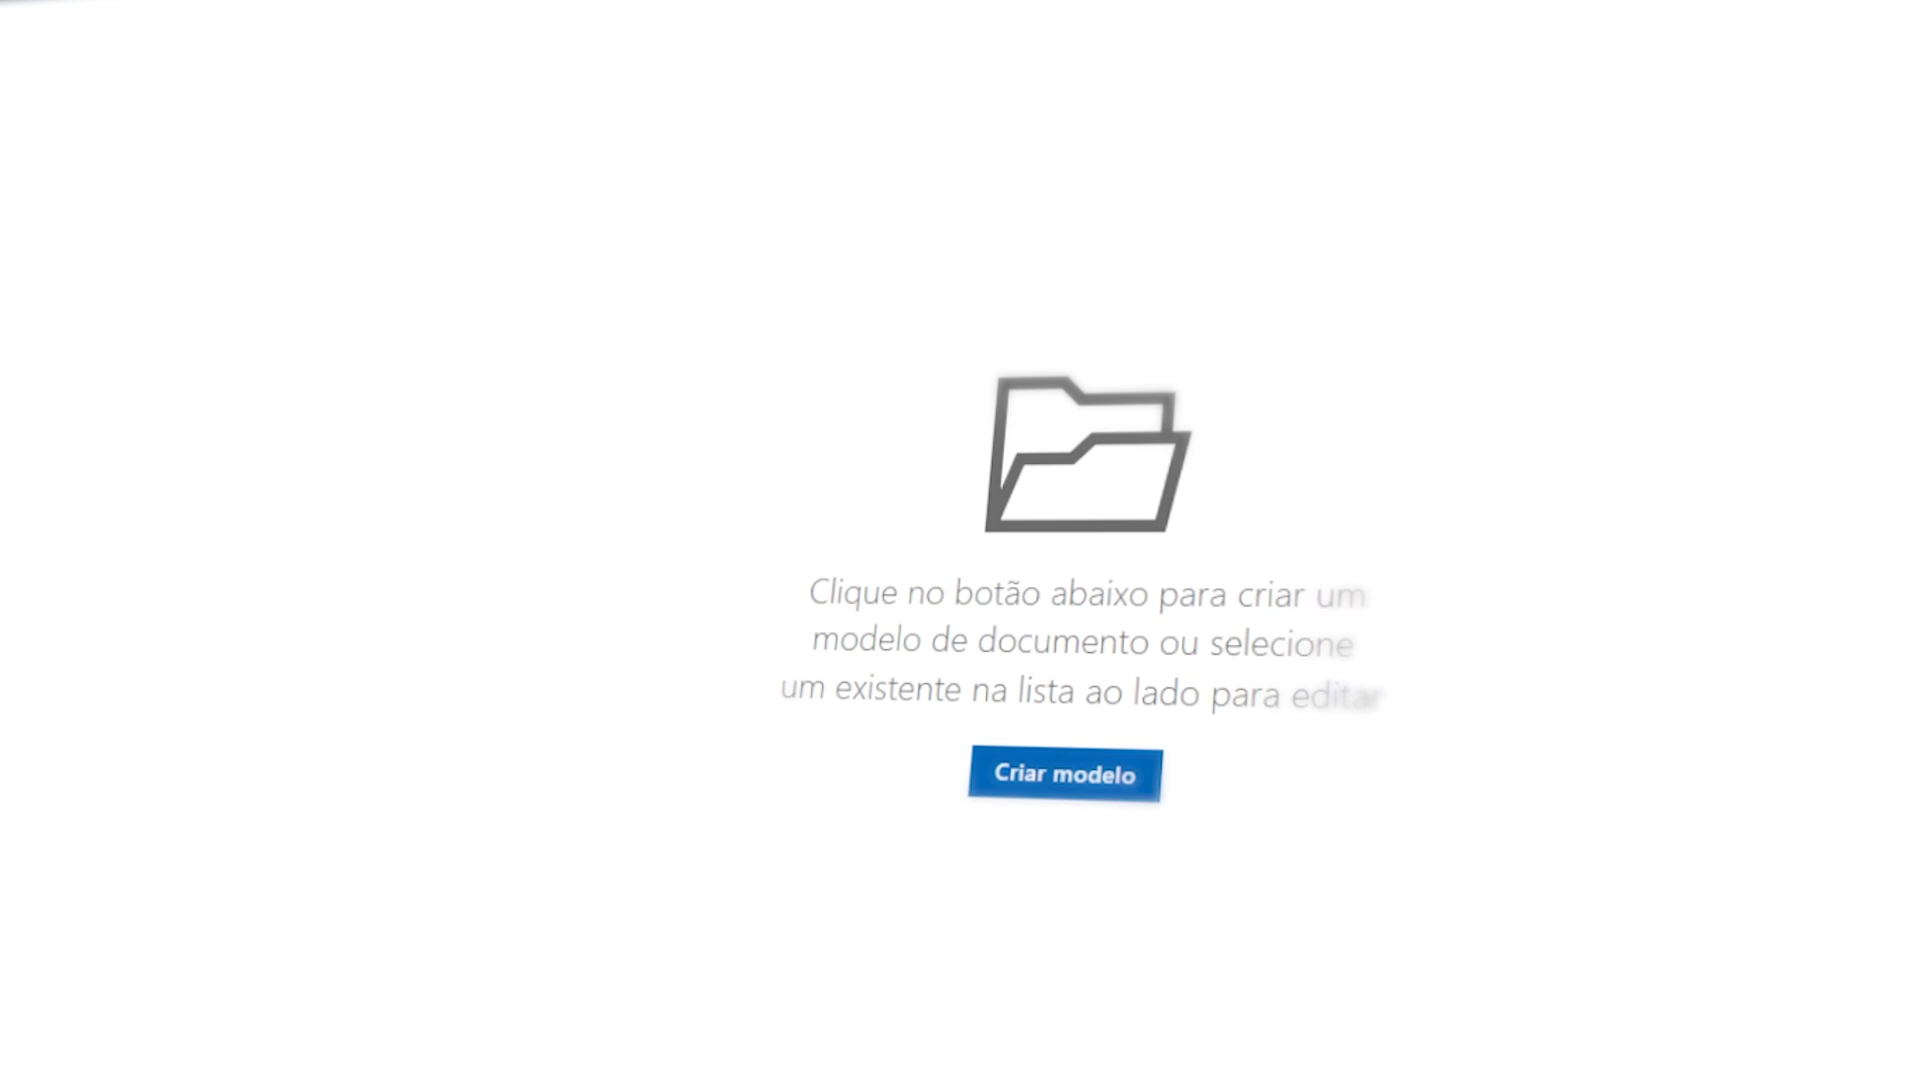 Clique no botão abaixo para criar um
modelo de documento ou selecione
um existente na lista ao lado para editar
Criar modelo